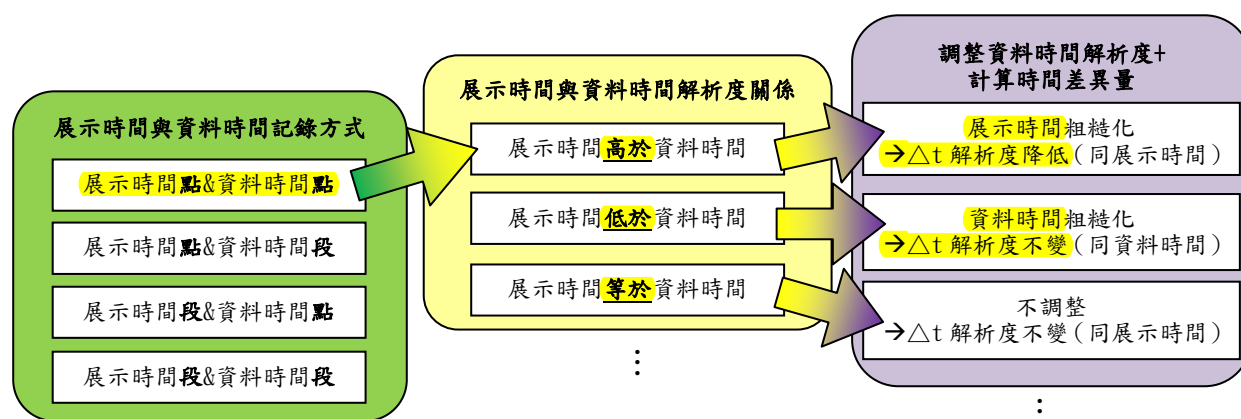 展示時間與資料時間記錄方式
展示時間點&資料時間點
展示時間點&資料時間段
展示時間段&資料時間點
展示時間段&資料時間段
展示時間與資料時間解析度關係
展示時間高於資料時間
展示時間低於資料時間
展示時間等於資料時間
⋮
調整資料時間解析度+
計算時間差異量
展示時間粗糙化
→△t 解析度降低(同展示時間)
資料時間粗糙化
→△t 解析度不變(同資料時間)
不調整
→△t 解析度不變(同展示時間)
⋮